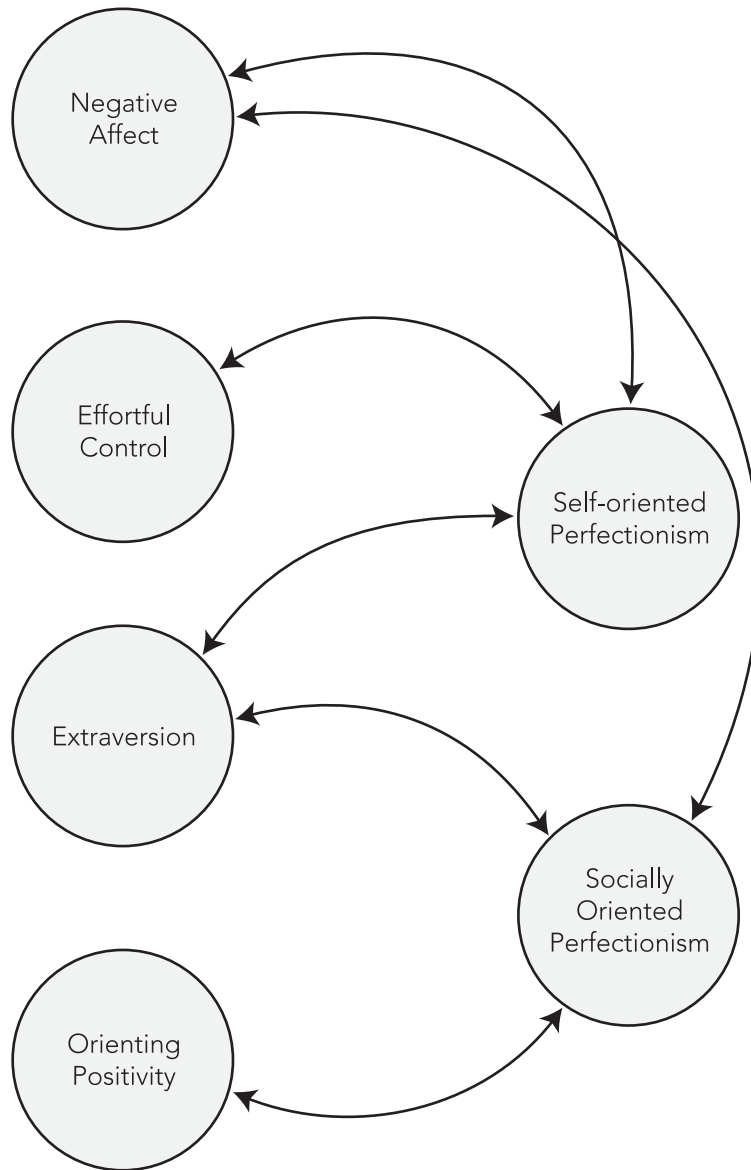 Negative
Affect
Effortful
Control
Self-oriented
Perfectionism
Extraversion
Socially
Oriented
Perfectionism
Orienting
Positivity